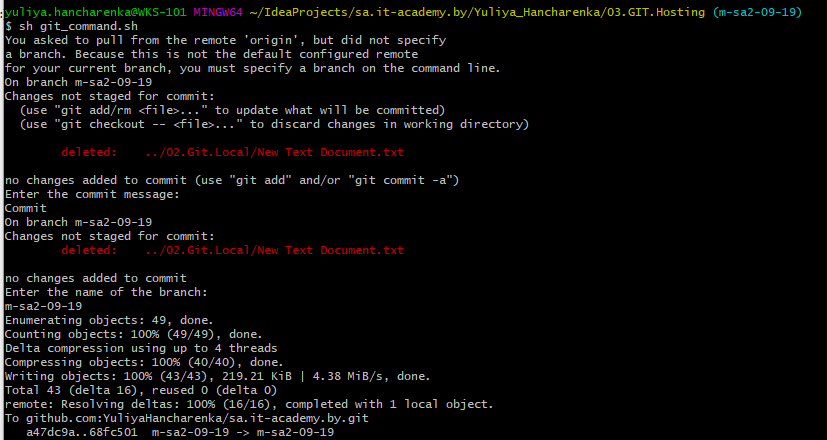 yuliya.hancharenka@WKS-101 MINGW64 ~/IdeaProjects/sa.it-academy.by/Yuliya_Hancharenka/03.GIT.Hosting (m-sa2-09-19)
$ sh git_command.sh
You asked to pull from the remote 'origin', but did not specify
a branch. Because this is not the default configured remote
for your current branch, you must specify a branch on the command line.
On branch m-sa2-09-19
Changes not staged for commit:
  (use "git add/rm <file>..." to update what will be committed)
  (use "git checkout -- <file>..." to discard changes in working directory)
        deleted:    ../02.Git.Local/New Text Document.txt
no changes added to commit (use "git add" and/or "git commit -a")
Enter the commit message:
Commit
On branch m-sa2-09-19
Changes not staged for commit:
        deleted:    ../02.Git.Local/New Text Document.txt
no changes added to commit
Enter the name of the branch:
m-sa2-09-19
Enumerating objects: 49, done.
Counting objects: 100% (49/49), done.
Delta compression using up to 4 threads
Compressing objects: 100% (40/40), done.
Writing objects: 100% (43/43), 219.21 KiB | 4.38 MiB/s, done.
Total 43 (delta 16), reused 0 (delta 0)
remote: Resolving deltas: 100% (16/16), completed with 1 local object.
To github.com:YuliyaHancharenka/sa.it-academy.by.git
   a47dc9a..68fc501  m-sa2-09-19 -> m-sa2-09-19